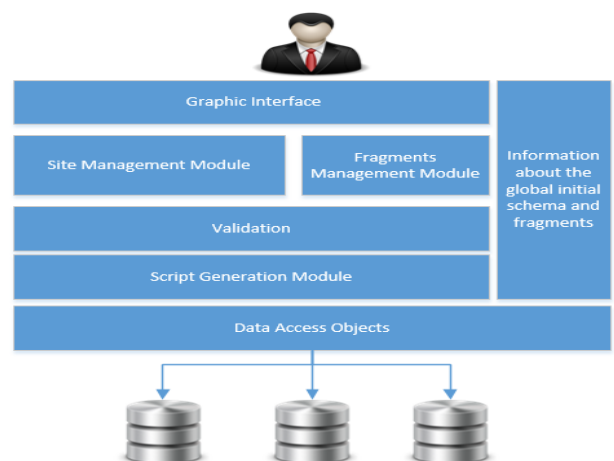 Graphic Interface
Site Management Module
Fragments
Management Module
Information
about the
global initial
schema and
fragments
Validation
Script Generation Module
Data Access Objects